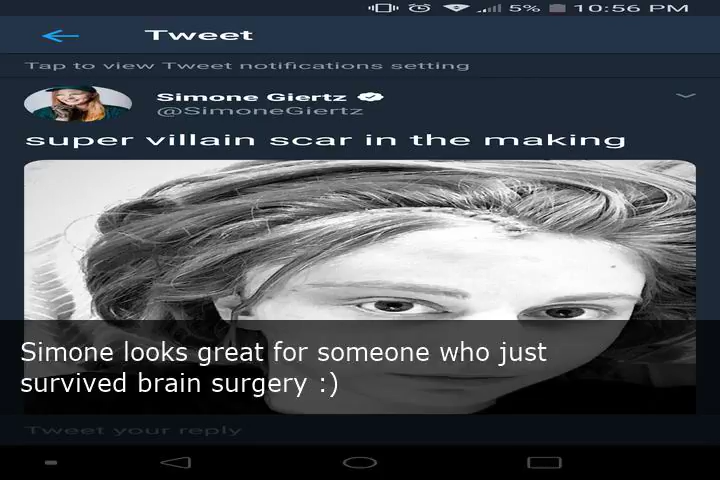 5% 10:56 PM
Tweet
Tap to view Tweet notifications setting
Simone Giertz
@SimoneGiertz
super villain scar in the making
Simone looks great for someone who just
survived brain surgery :)
Tweet your reply